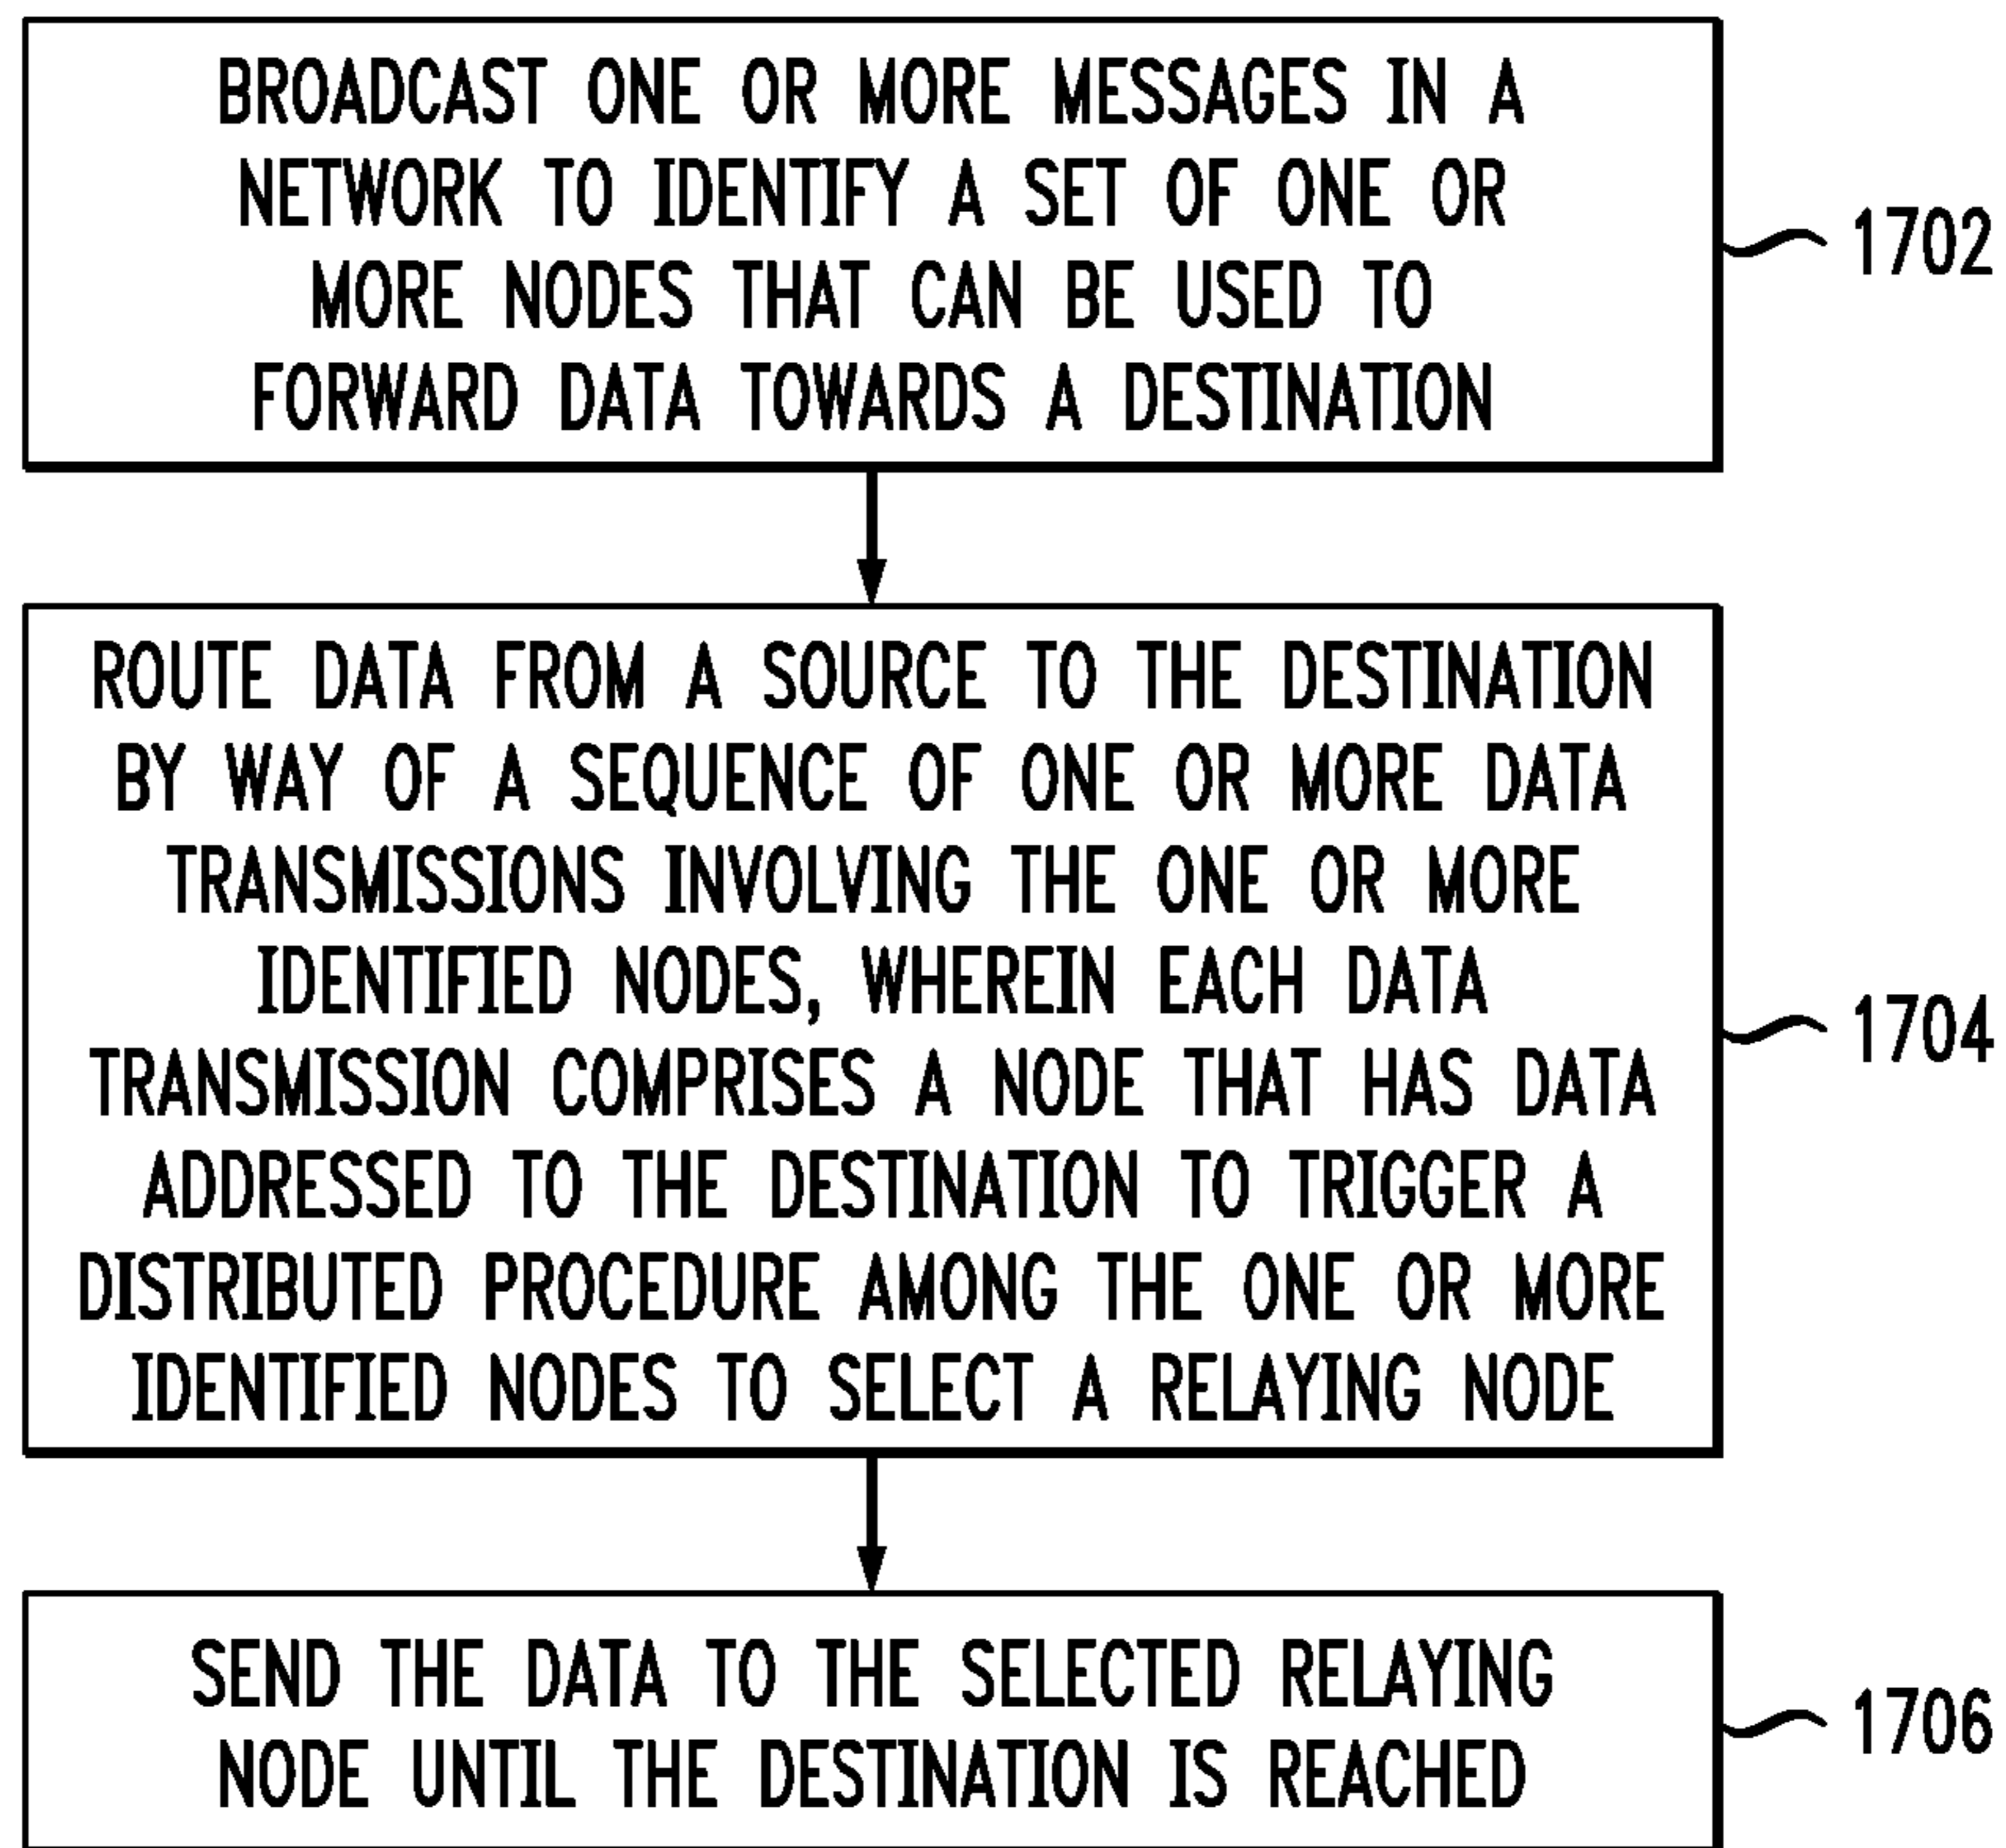 BROADCAST ONE OR MORE MESSAGES IN A
NETWORK TO IDENTIFY A SET OF ONE OR
MORE NODES THAT CAN BE USED TO
FORWARD DATA TOWARDS A DESTINATION
1702
ROUTE DATA FROM A SOURCE TO THE DESTINATION
BY WAY OF A SEQUENCE OF ONE OR MORE DATA
TRANSMISSIONS INVOLVING THE ONE OR MORE
IDENTIFIED NODES, WHEREIN EACH DATA
TRANSMISSION COMPRISES A NODE THAT HAS DATA
ADDRESSED TO THE DESTINATION TO TRIGGER A
DISTRIBUTED PROCEDURE AMONG THE ONE OR MORE
IDENTIFIED NODES TO SELECT A RELAYING NODE
1704
SEND THE DATA TO THE SELECTED RELAYING
NODE UNTIL THE DESTINATION IS REACHED
1706